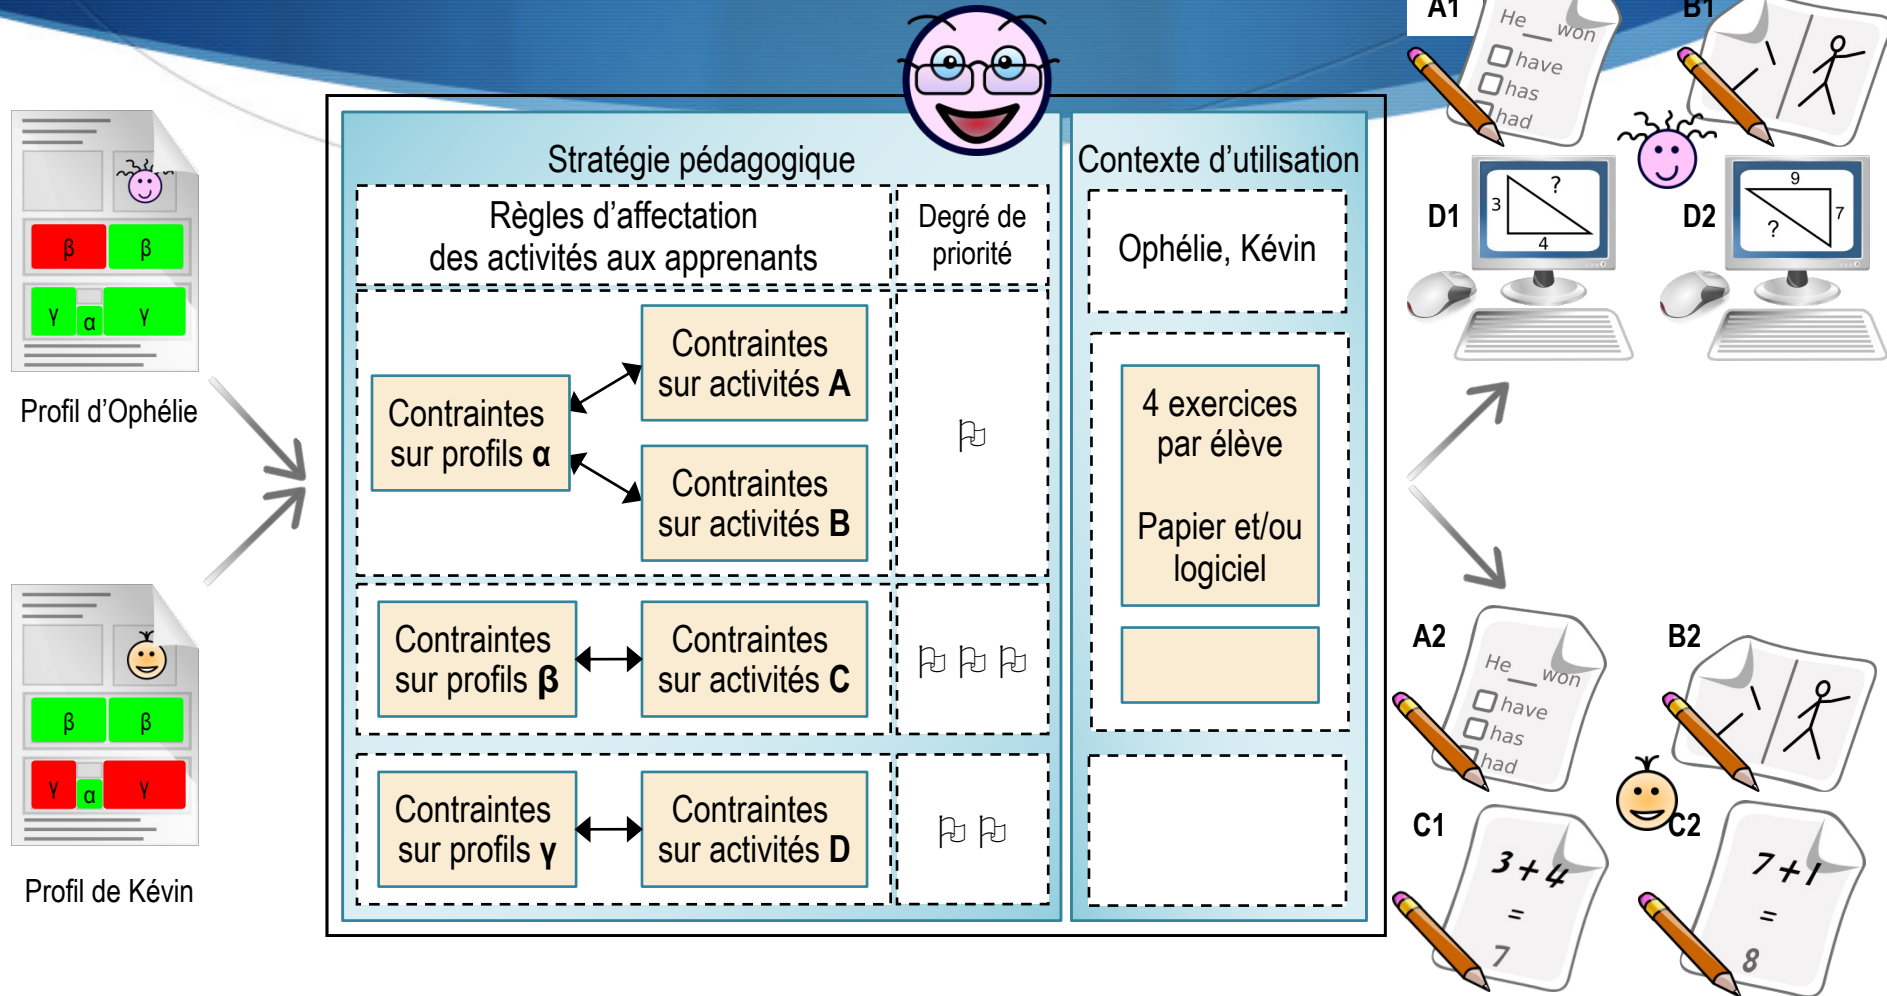 β β
γ α γ
Profil d'Ophélie
β β
γ α γ
Profil de Kévin
Stratégie pédagogique
Règles d'affectation
des activités aux apprenants
Degré de
priorité
Contraintes
sur profils α
Contraintes
sur activités A
Contraintes
sur activités B
Contraintes
sur profils β
Contraintes
sur activités C
Contraintes
sur profils γ
Contraintes
sur activités D
Contexte d'utilisation
Ophélie, Kévin
4 exercices
par élève
Papier et/ou
logiciel
A1
He __ won
have
has
had
B1
D1
3 ?
4
D2
9
? 7
A2
He __ won
have
has
had
B2
C1
3 + 4
=
7
C2
7 + 1
=
8